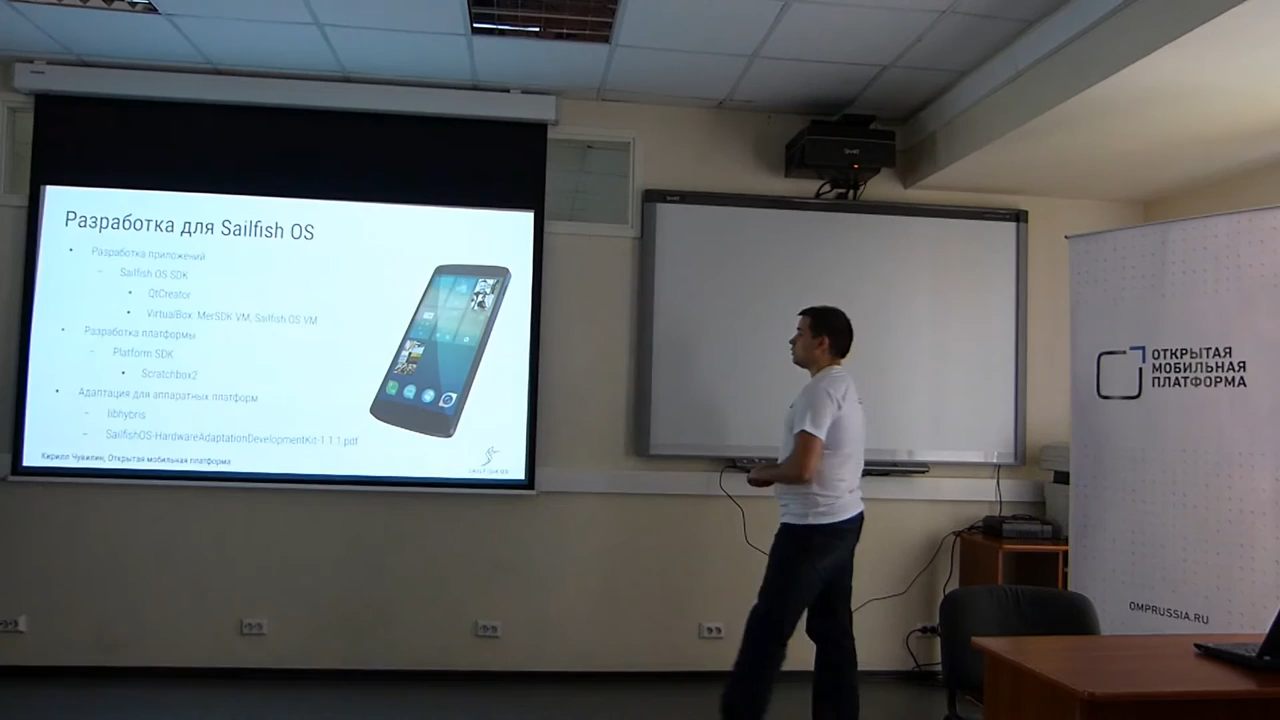 Разработка для Sailfish OS
Разработка приложений
Sailfish OS SDK
QtCreator
VirtualBox: MerSDK VM, Sailfish OS VM
Разработка платформы
Platform SDK
Scratchbox2
Адаптация для аппаратных платформ
libhybris
SailfishOS-HardwareAdaptationDevelopmentKit-1.1.1.pdf
Кирилл Чувилин, Открытая мобильная платформа
SAILFISH OS
SMART
ОТКРЫТАЯ
МОБИЛЬНАЯ
ПЛАТФОРМА
OMPRUSSIA.RU